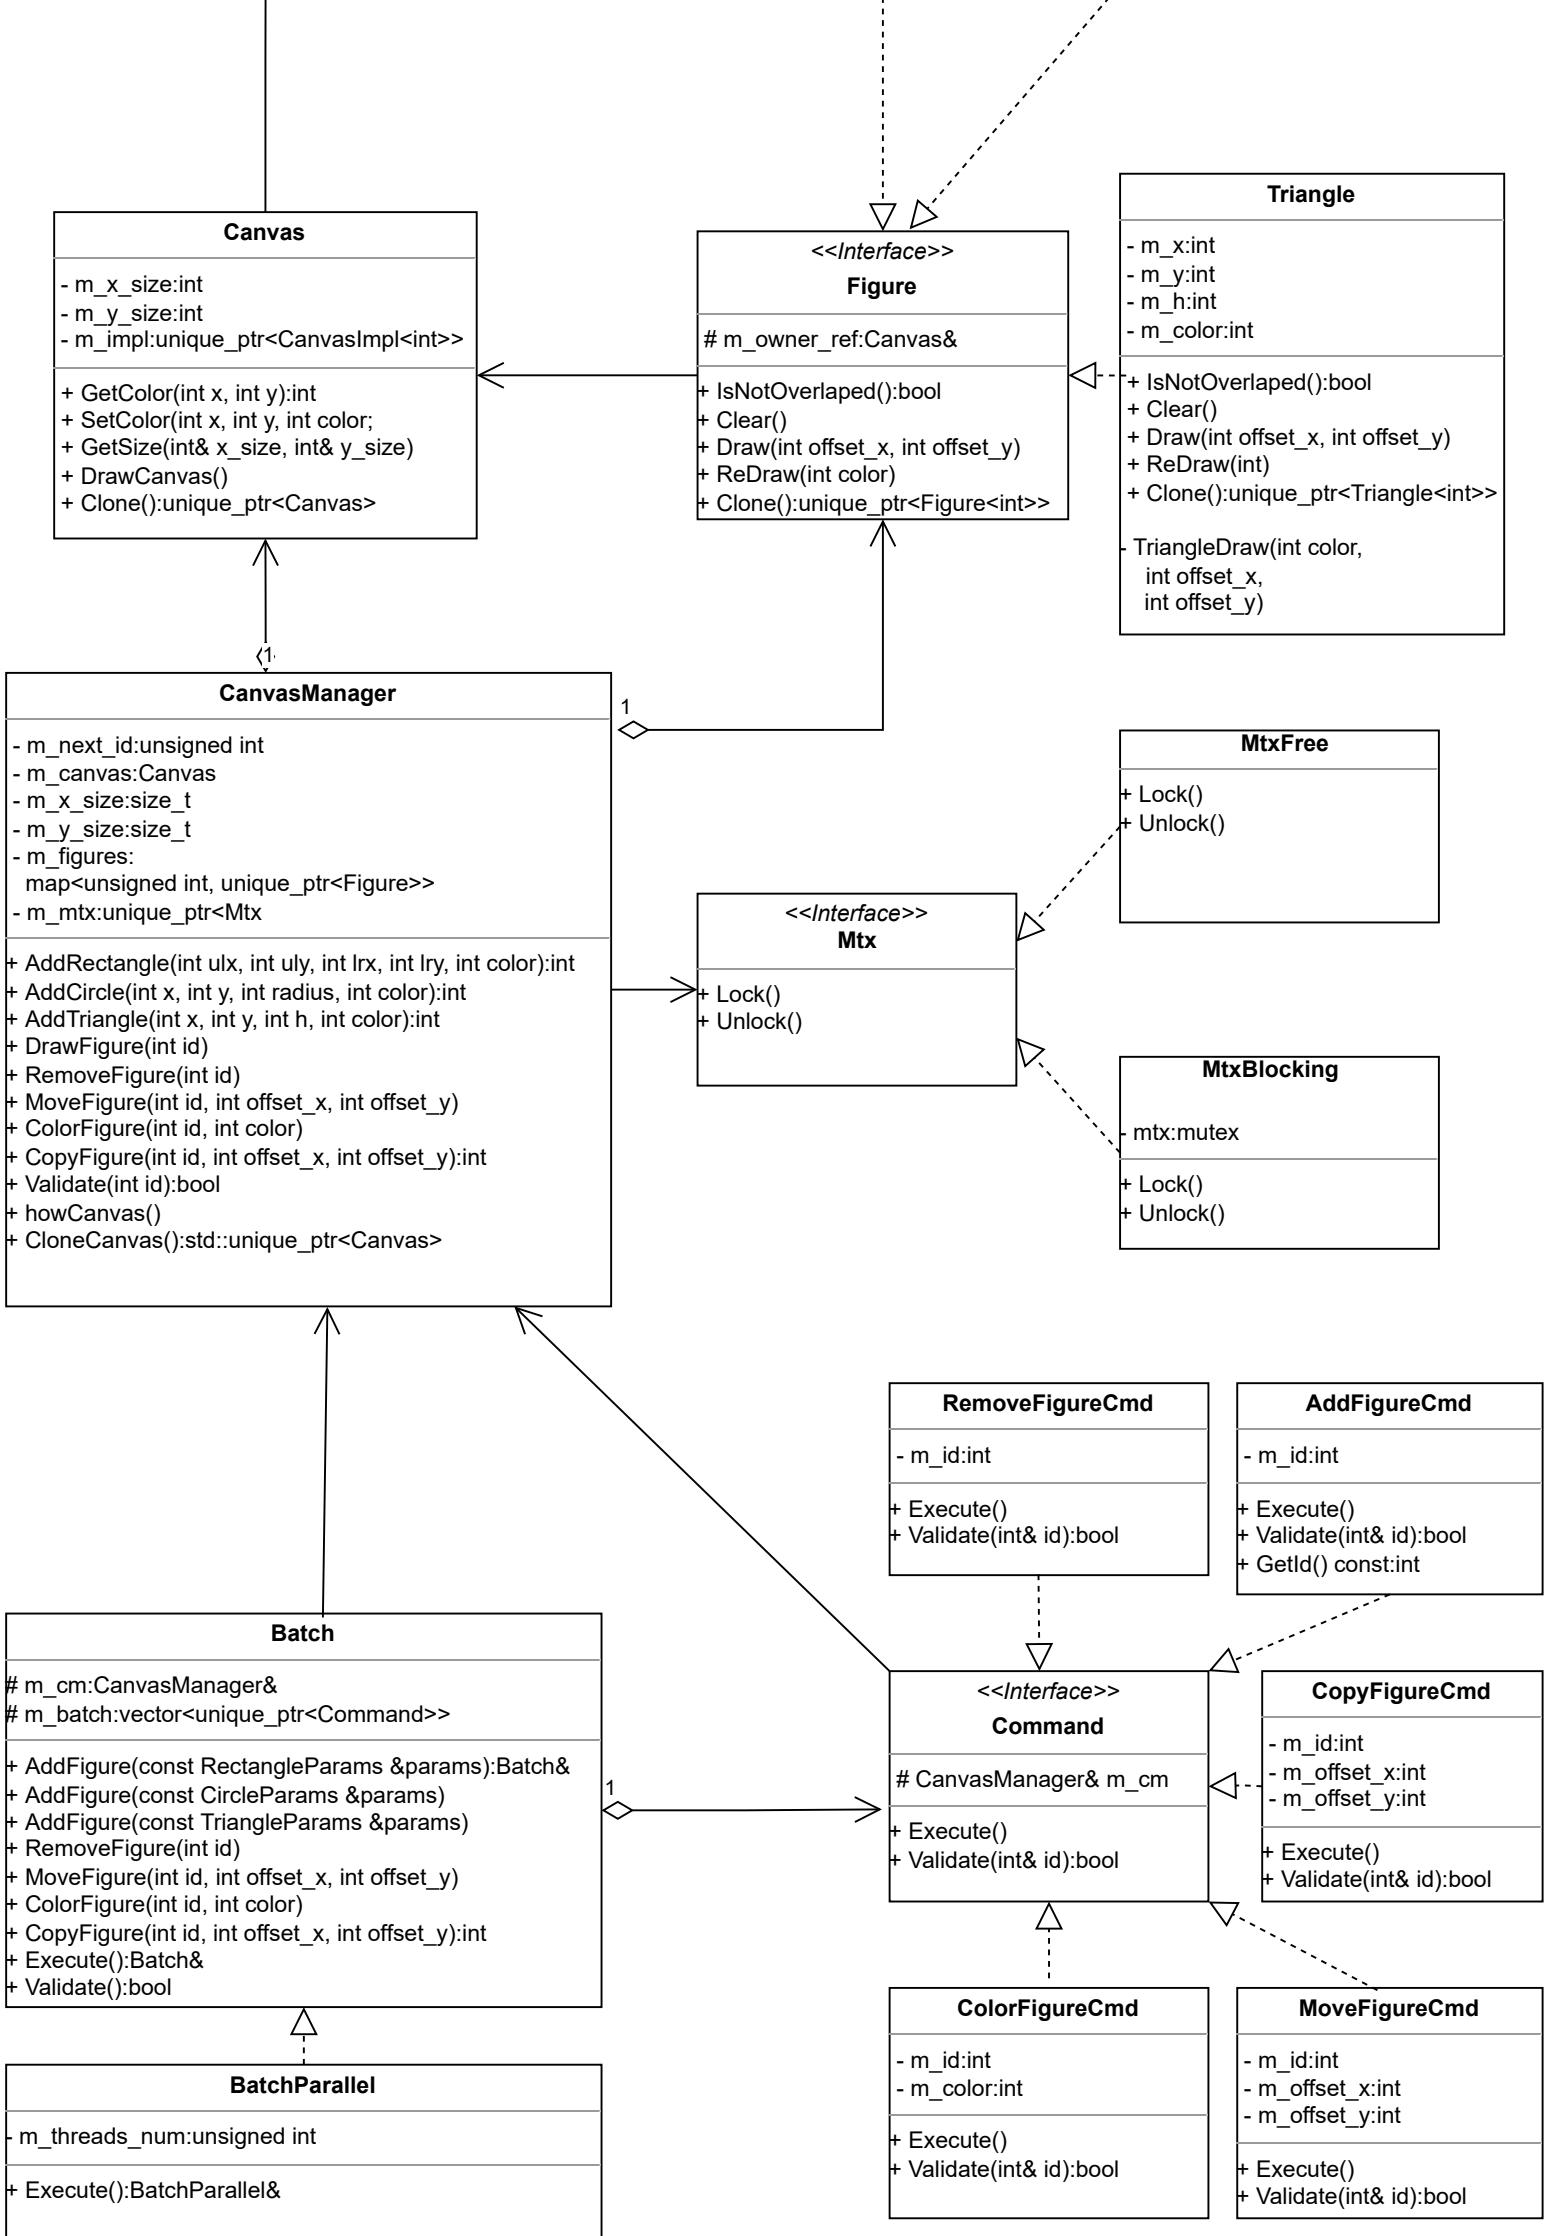 Canvas
- m_x_size:int
- m_y_size:int
- m_impl:unique_ptr<CanvasImpl<int>>
+ GetColor(int x, int y):int
+ SetColor(int x, int y, int color;
+ GetSize(int& x_size, int& y_size)
+ DrawCanvas()
+ Clone():unique_ptr<Canvas>
<<Interface>>
Figure
# m_owner_ref:Canvas&
+ IsNotOverlaped():bool
+ Clear()
+ Draw(int offset_x, int offset_y)
+ ReDraw(int color)
+ Clone():unique_ptr<Figure<int>>
Triangle
- m_x:int
- m_y:int
- m_h:int
- m_color:int
+ IsNotOverlaped():bool
+ Clear()
+ Draw(int offset_x, int offset_y)
+ ReDraw(int)
+ Clone():unique_ptr<Triangle<int>>
- TriangleDraw(int color,
int offset_x,
int offset_y)
1
CanvasManager
- m_next_id:unsigned int
- m_canvas:Canvas
- m_x_size:size_t
- m_y_size:size_t
- m_figures:
map<unsigned int, unique_ptr<Figure>>
- m_mtx:unique_ptr<Mtx
+ AddRectangle(int ulx, int uly, int lrx, int lry, int color):int
+ AddCircle(int x, int y, int radius, int color):int
+ AddTriangle(int x, int y, int h, int color):int
+ DrawFigure(int id)
+ RemoveFigure(int id)
+ MoveFigure(int id, int offset_x, int offset_y)
+ ColorFigure(int id, int color)
+ CopyFigure(int id, int offset_x, int offset_y):int
+ Validate(int id):bool
+ howCanvas()
+ CloneCanvas():std::unique_ptr<Canvas>
1
MtxFree
+ Lock()
+ Unlock()
<<Interface>>
Mtx
+ Lock()
+ Unlock()
MtxBlocking
- mtx:mutex
+ Lock()
+ Unlock()
RemoveFigureCmd
- m_id:int
+ Execute()
+ Validate(int& id):bool
AddFigureCmd
- m_id:int
+ Execute()
+ Validate(int& id):bool
+ GetId() const:int
Batch
# m_cm:CanvasManager&
# m_batch:vector<unique_ptr<Command>>
+ AddFigure(const RectangleParams &params):Batch&
+ AddFigure(const CircleParams &params)
+ AddFigure(const TriangleParams &params)
+ RemoveFigure(int id)
+ MoveFigure(int id, int offset_x, int offset_y)
+ ColorFigure(int id, int color)
+ CopyFigure(int id, int offset_x, int offset_y):int
+ Execute():Batch&
+ Validate():bool
1
<<Interface>>
Command
# CanvasManager& m_cm
+ Execute()
+ Validate(int& id):bool
CopyFigureCmd
- m_id:int
- m_offset_x:int
- m_offset_y:int
+ Execute()
+ Validate(int& id):bool
BatchParallel
- m_threads_num:unsigned int
+ Execute():BatchParallel&
ColorFigureCmd
- m_id:int
- m_color:int
+ Execute()
+ Validate(int& id):bool
MoveFigureCmd
- m_id:int
- m_offset_x:int
- m_offset_y:int
+ Execute()
+ Validate(int& id):bool